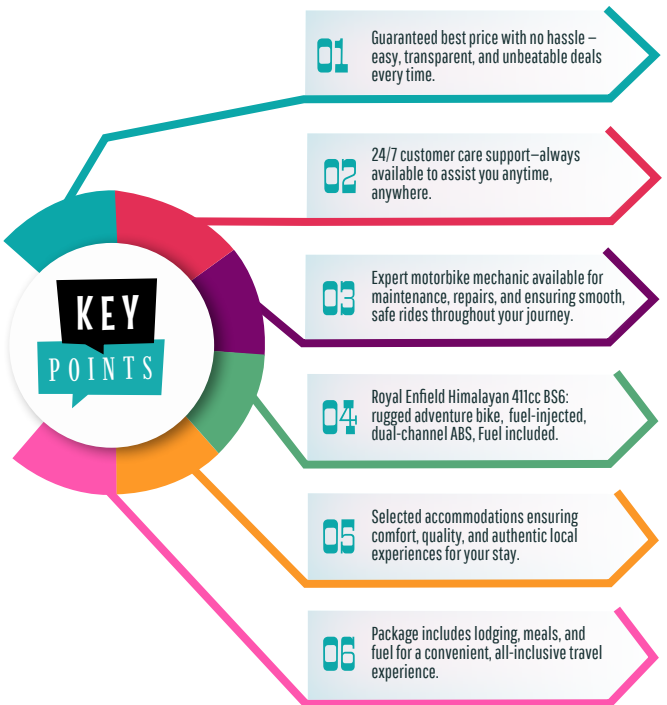 01
Guaranteed best price with no hassle –
easy, transparent, and unbeatable deals
every time.
02
24/7 customer care support–always
available to assist you anytime,
anywhere.
03
Expert motorbike mechanic available for
maintenance, repairs, and ensuring smooth,
safe rides throughout your journey.
KEY
POINTS
04
Royal Enfield Himalayan 411cc BS6:
rugged adventure bike, fuel-injected,
dual-channel ABS, Fuel included.
05
Selected accommodations ensuring
comfort, quality, and authentic local
experiences for your stay.
06
Package includes lodging, meals, and
fuel for a convenient, all-inclusive travel
experience.